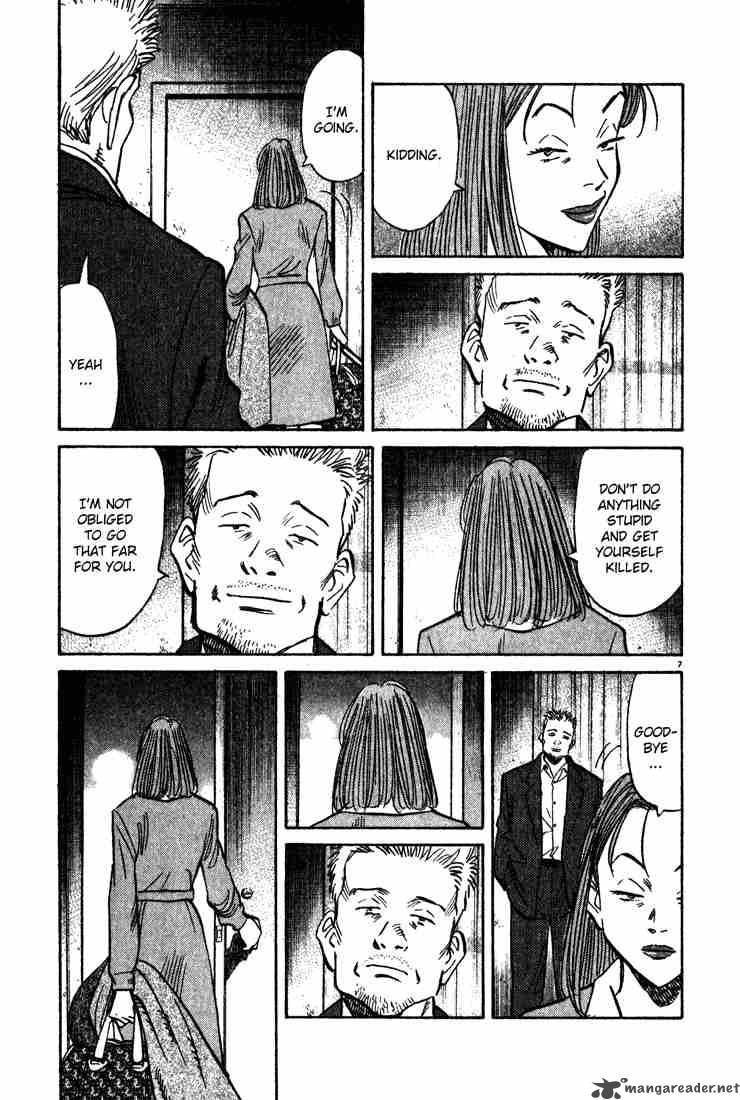 KIDDING.
I'M
GOING.
YEAH
...
DON'T DO
ANYTHING
STUPID
AND GET
YOURSELF
KILLED.
I'M NOT
OBLIGED
TO GO
THAT FAR
FOR YOU.
7
GOOD-
BYE
...
mangareader.net